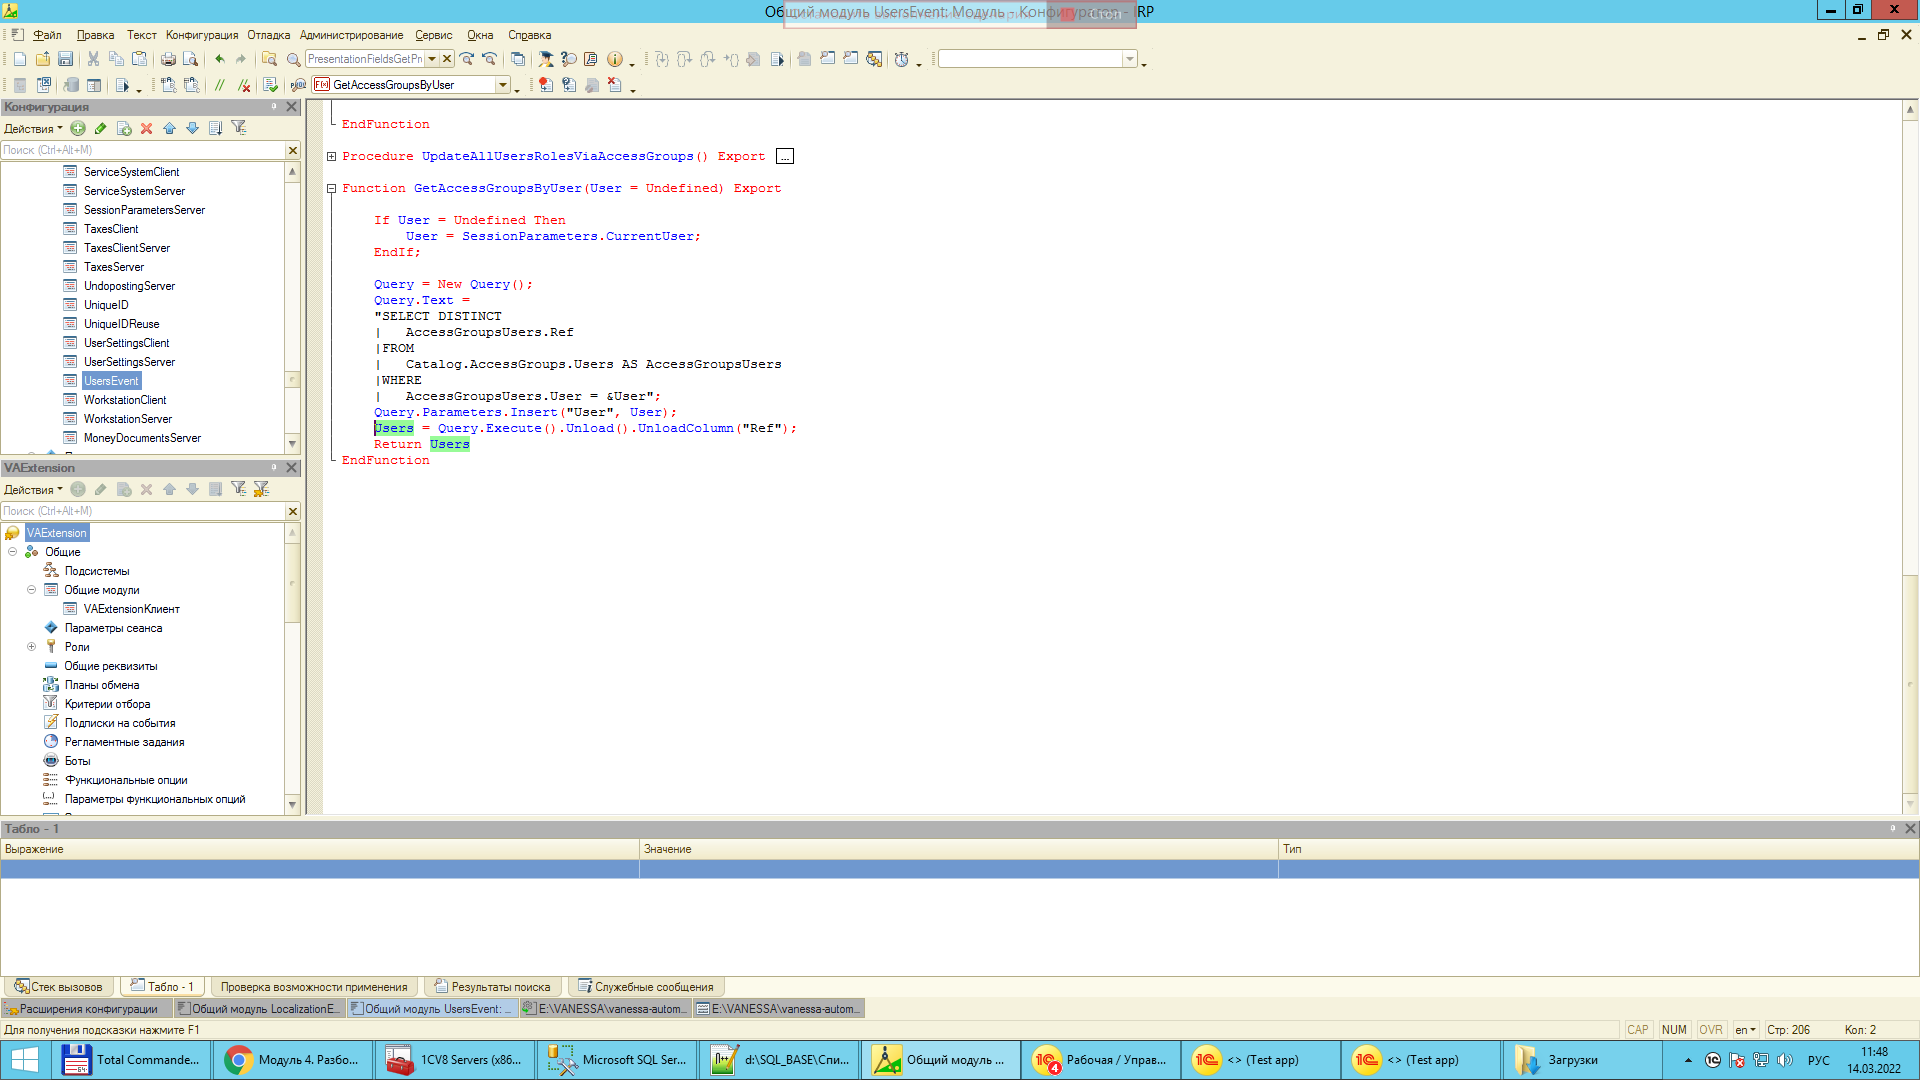 Общий модуль UsersEvent: Модуль - Конфигуратор - IRP
Стоп
Файл Правка Текст Конфигурация Отладка Администрирование Сервис Окна Справка
PresentationFieldsGetPr
GetAccessGroupsByUser
Конфигурация
Действия
Поиск (Ctrl+Alt+M)
ServiceSystemClient
ServiceSystemServer
SessionParametersServer
TaxesClient
TaxesClientServer
TaxesServer
UndopostingServer
UniqueID
UniqueIDReuse
UserSettingsClient
UserSettingsServer
UsersEvent
WorkstationClient
WorkstationServer
MoneyDocumentsServer
VAExtension
Действия
Поиск (Ctrl+Alt+M)
VAExtension
Общие
Подсистемы
Общие модули
VAExtensionКлиент
Параметры сеанса
Роли
Общие реквизиты
Планы обмена
Критерии отбора
Подписки на события
Регламентные задания
Боты
Функциональные опции
Параметры функциональных опций
EndFunction
Procedure UpdateAllUsersRolesViaAccessGroups() Export ...
Function GetAccessGroupsByUser(User = Undefined) Export
If User = Undefined Then
User = SessionParameters.CurrentUser;
EndIf;
Query = New Query();
Query.Text =
"SELECT DISTINCT
| AccessGroupsUsers.Ref
|FROM
| Catalog.AccessGroups.Users AS AccessGroupsUsers
|WHERE
| AccessGroupsUsers.User = &User";
Query.Parameters.Insert("User", User);
Users = Query.Execute().Unload().UnloadColumn("Ref");
Return Users
EndFunction
Табло - 1
Выражение Значение Тип
Стек вызовов Табло - 1 Проверка возможности применения Результаты поиска Служебные сообщения
Расширения конфигурации Общий модуль LocalizationE... Общий модуль UsersEvent: ... E:\VANESSA\vanessa-autom... E:\VANESSA\vanessa-autom...
Для получения подсказки нажмите F1 CAP NUM OVR en Стр: 206 Кол: 2
Total Commande... Модуль 4. Разбо... 1CV8 Servers (x86... Microsoft SQL Ser... d:\SQL_BASE\Спи... Общий модуль ... Рабочая / Управ... <> (Test app) <> (Test app) Загрузки РУС 11:48
14.03.2022